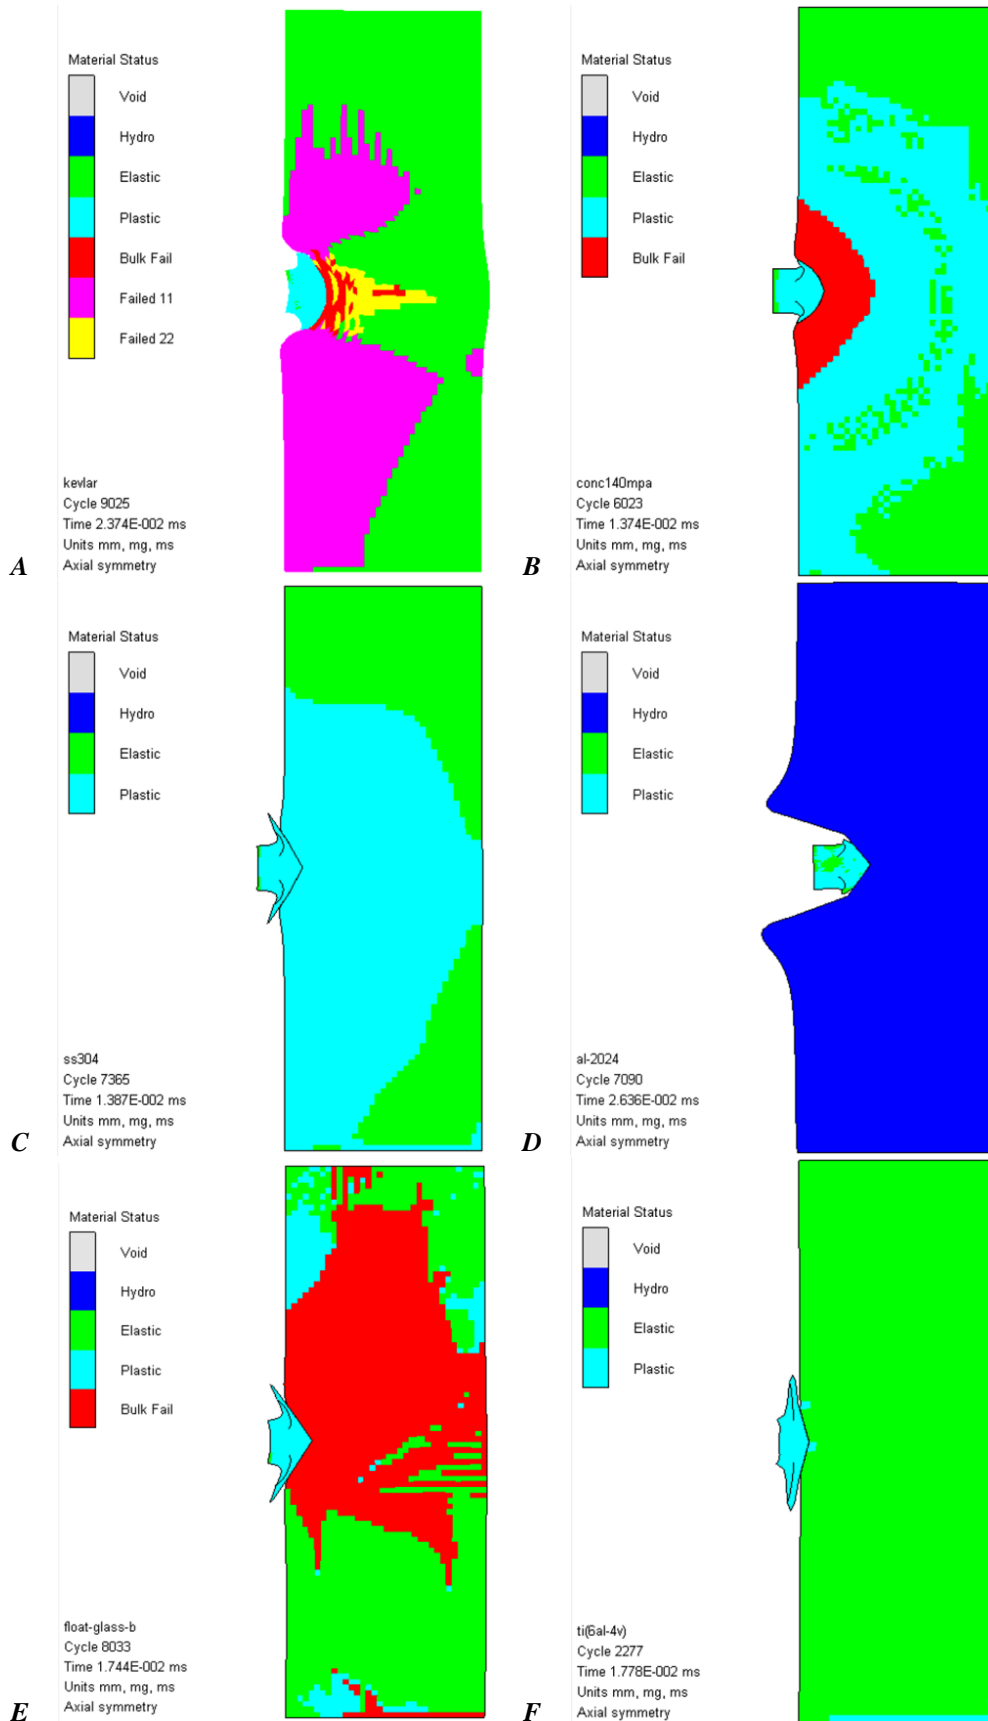 Material Status
Void
Hydro
Elastic
Plastic
Bulk Fail
Failed 11
Failed 22
kevlar
Cycle 9025
Time 2.374E-002 ms
Units mm, mg, ms
Axial symmetry
A
Material Status
Void
Hydro
Elastic
Plastic
Bulk Fail
conc140mpa
Cycle 6023
Time 1.374E-002 ms
Units mm, mg, ms
Axial symmetry
B
Material Status
Void
Hydro
Elastic
Plastic
ss304
Cycle 7365
Time 1.387E-002 ms
Units mm, mg, ms
Axial symmetry
C
Material Status
Void
Hydro
Elastic
Plastic
al-2024
Cycle 7090
Time 2.636E-002 ms
Units mm, mg, ms
Axial symmetry
D
Material Status
Void
Hydro
Elastic
Plastic
Bulk Fail
float-glass-b
Cycle 8033
Time 1.744E-002 ms
Units mm, mg, ms
Axial symmetry
E
Material Status
Void
Hydro
Elastic
Plastic
ti(6al-4v)
Cycle 2277
Time 1.778E-002 ms
Units mm, mg, ms
Axial symmetry
F